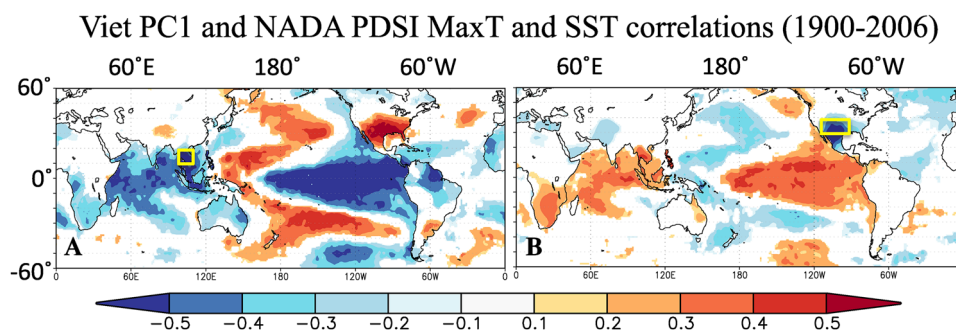 Viet PC1 and NADA PDSI MaxT and SST correlations (1900-2006)
60˚E 180˚ 60˚W 60˚E 180˚ 60˚W
60˚
0˚
-60˚
A B
0 60E 120E 180 120W 60W 0 60E 120E 180 120W 60W
-0.5 -0.4 -0.3 -0.1 0.1 0.2 0.3 0.4 0.5